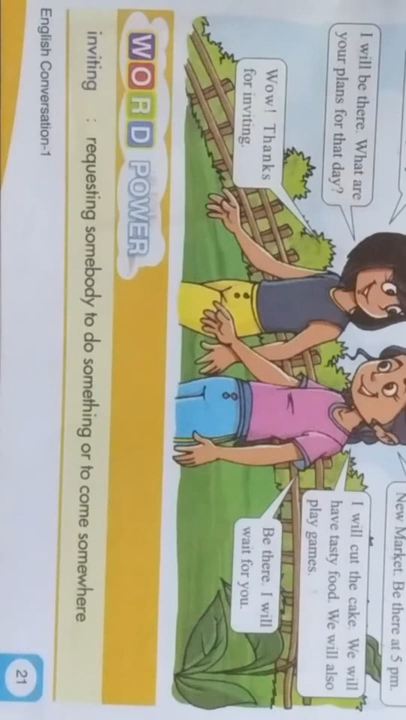 New Market. Be there at 5 pm.
I will be there. What are
your plans for that day?
I will cut the cake. We will
have tasty food. We will also
play games.
Wow! Thanks
for inviting.
Be there. I will
wait for you.
WORD POWER
inviting : requesting somebody to do something or to come somewhere
English Conversation-1
21